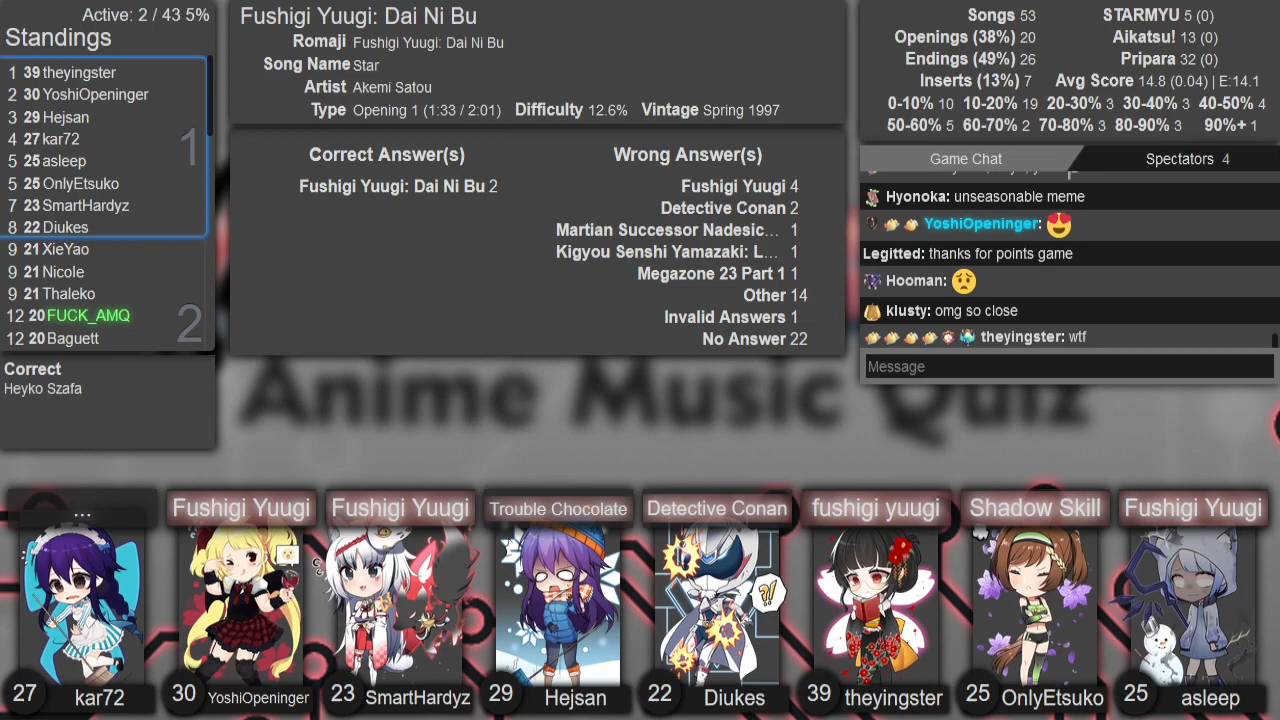 Active: 2 / 43 5%
Standings
1 39 theyingster
2 30 YoshiOpeninger
3 29 Hejsan
4 27 kar72
5 25 asleep
5 25 OnlyEtsuko
7 23 SmartHardyz
8 22 Diukes
1
9 21 XieYao
9 21 Nicole
9 21 Thaleko
12 20 FUCK_AMQ
12 20 Baguett
2
Correct
Heyko Szafa
Fushigi Yuugi: Dai Ni Bu
Romaji Fushigi Yuugi: Dai Ni Bu
Song Name Star
Artist Akemi Satou
Type Opening 1 (1:33 / 2:01) Difficulty 12.6% Vintage Spring 1997
Correct Answer(s)
Fushigi Yuugi: Dai Ni Bu 2
Wrong Answer(s)
Fushigi Yuugi 4
Detective Conan 2
Martian Successor Nadesic... 1
Kigyou Senshi Yamazaki: L... 1
Megazone 23 Part 1 1
Other 14
Invalid Answers 1
No Answer 22
Songs 53 STARMYU 5 (0)
Openings (38%) 20 Aikatsu! 13 (0)
Endings (49%) 26 Pripara 32 (0)
Inserts (13%) 7 Avg Score 14.8 (0.04) | E:14.1
0-10% 10 10-20% 19 20-30% 3 30-40% 3 40-50% 4
50-60% 5 60-70% 2 70-80% 3 80-90% 3 90%+ 1
Game Chat Spectators 4
Hyonoka: unseasonable meme
YoshiOpeninger:
Legitted: thanks for points game
Hooman:
klusty: omg so close
theyingster: wtf
Message
Anime Music Quiz
... Fushigi Yuugi Fushigi Yuugi Trouble Chocolate Detective Conan fushigi yuugi Shadow Skill Fushigi Yuugi
27 kar72 30 YoshiOpeninger 23 SmartHardyz 29 Hejsan 22 Diukes 39 theyingster 25 OnlyEtsuko 25 asleep